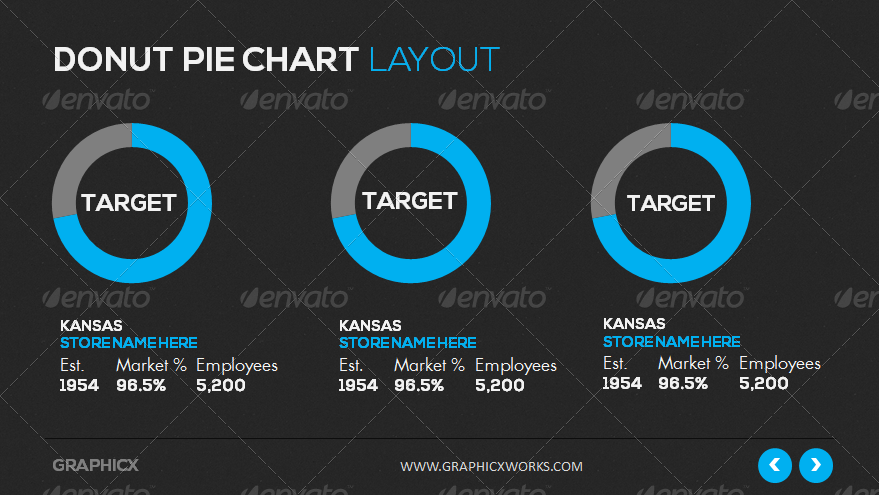 DONUT PIE CHART LAYOUT
envato envato envato envato envato
TARGET TARGET TARGET
envato envato envato envato envato
KANSAS KANSAS KANSAS
STORE NAME HERE STORE NAME HERE STORE NAME HERE
Est. Market % Employees Est. Market % Employees Est. Market % Employees
1954 96.5% 5,200 1954 96.5% 5,200 1954 96.5% 5,200
GRAPHICX WWW.GRAPHICXWORKS.COM